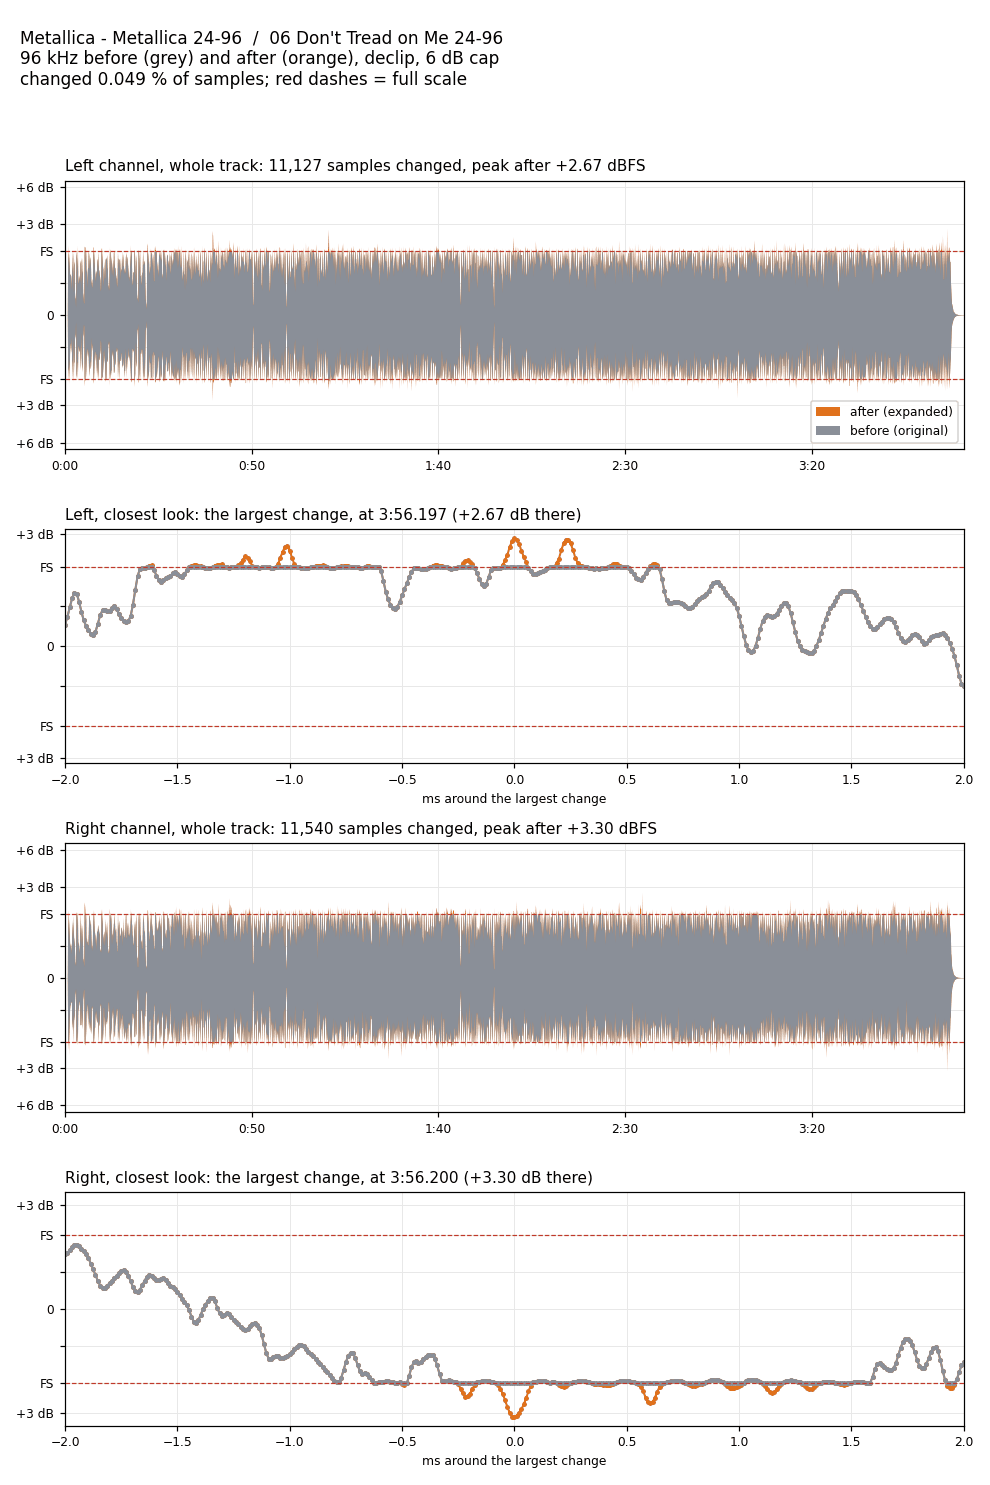 Metallica - Metallica 24-96  /  06 Don't Tread on Me 24-96
96 kHz before (grey) and after (orange), declip, 6 dB cap
changed 0.049 % of samples; red dashes = full scale
Left channel, whole track: 11,127 samples changed, peak after +2.67 dBFS
+6 dB
+3 dB
FS
0
FS
+3 dB
+6 dB
after (expanded)
before (original)
0:00 0:50 1:40 2:30 3:20
Left, closest look: the largest change, at 3:56.197 (+2.67 dB there)
+3 dB
FS
0
FS
+3 dB
−2.0 −1.5 −1.0 −0.5 0.0 0.5 1.0 1.5 2.0
ms around the largest change
Right channel, whole track: 11,540 samples changed, peak after +3.30 dBFS
+6 dB
+3 dB
FS
0
FS
+3 dB
+6 dB
0:00 0:50 1:40 2:30 3:20
Right, closest look: the largest change, at 3:56.200 (+3.30 dB there)
+3 dB
FS
0
FS
+3 dB
−2.0 −1.5 −1.0 −0.5 0.0 0.5 1.0 1.5 2.0
ms around the largest change